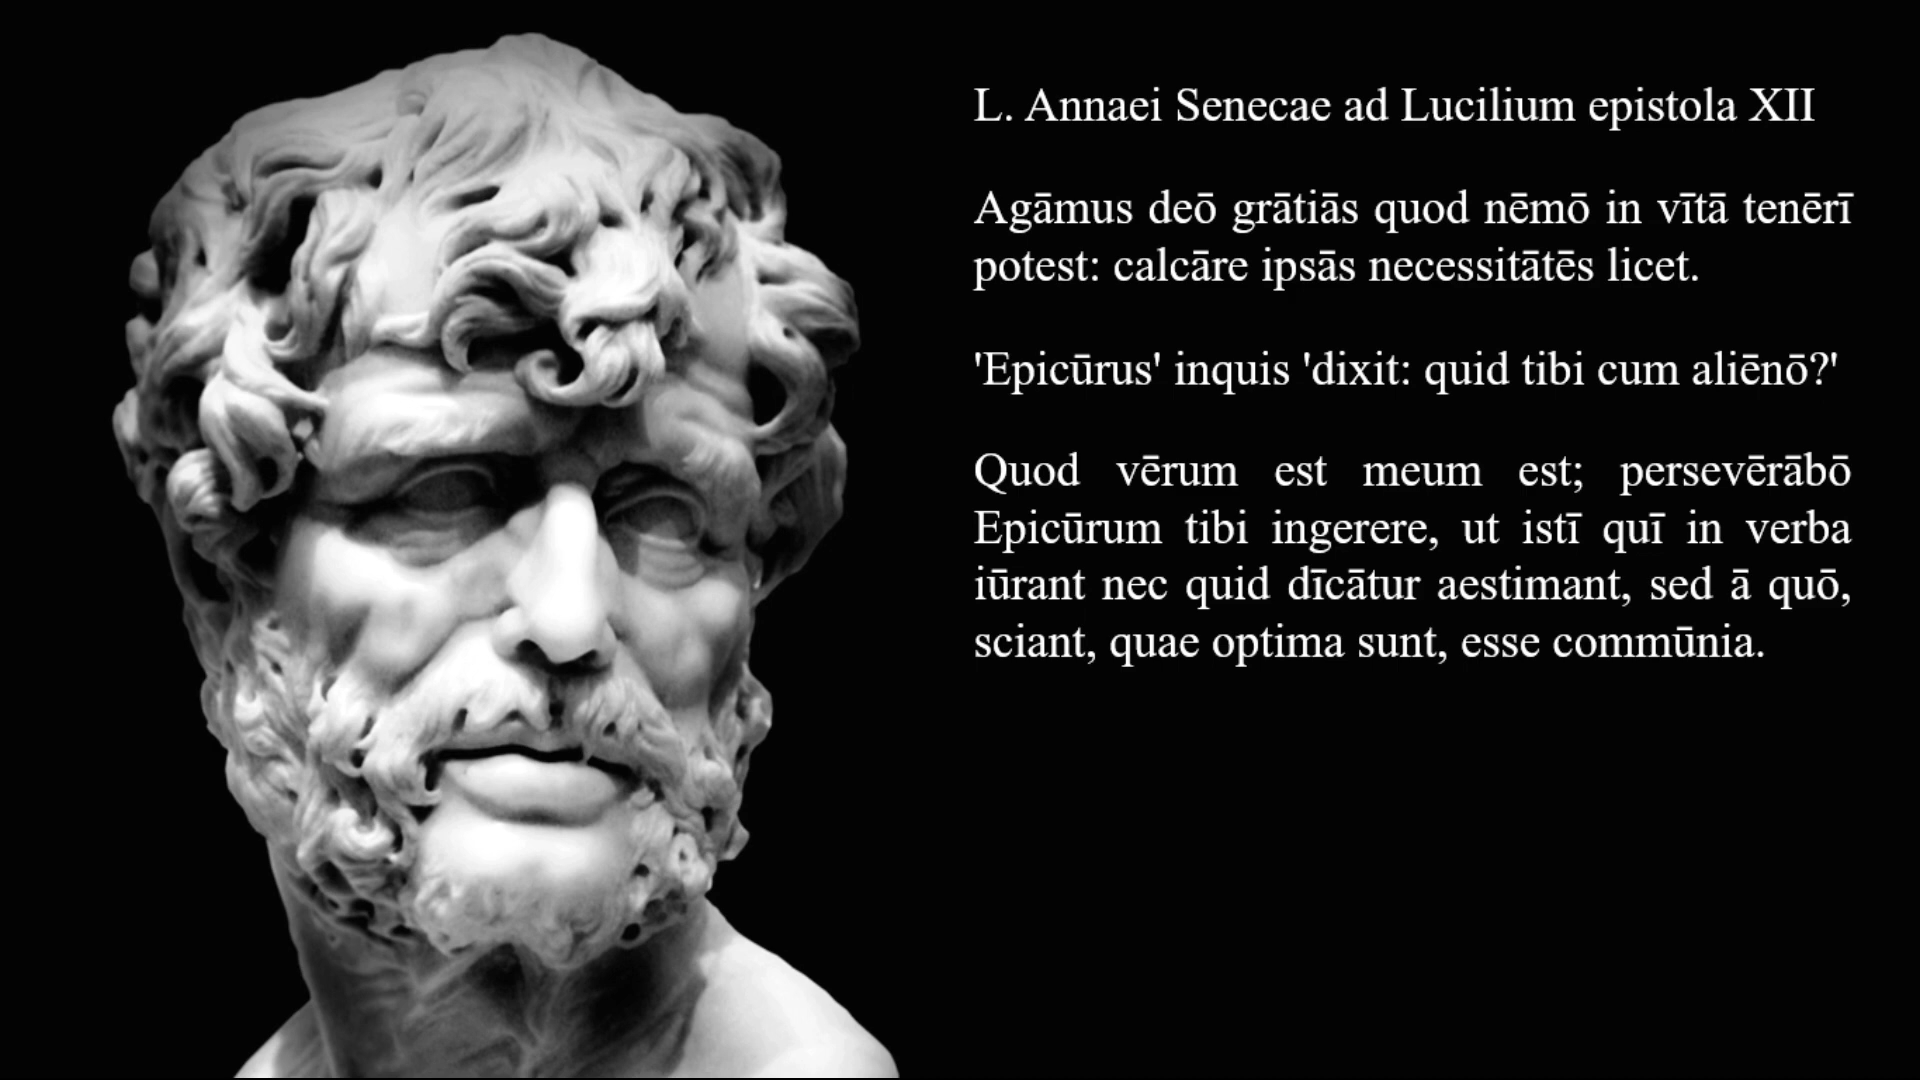 L. Annaei Senecae ad Lucilium epistola XII
Agāmus deō grātiās quod nēmō in vītā tenērī
potest: calcāre ipsās necessitātēs licet.
'Epicūrus' inquis 'dixit: quid tibi cum aliēnō?'
Quod vērum est meum est; persevērābō
Epicūrum tibi ingerere, ut istī quī in verba
iūrant nec quid dīcātur aestimant, sed ā quō,
sciant, quae optima sunt, esse commūnia.